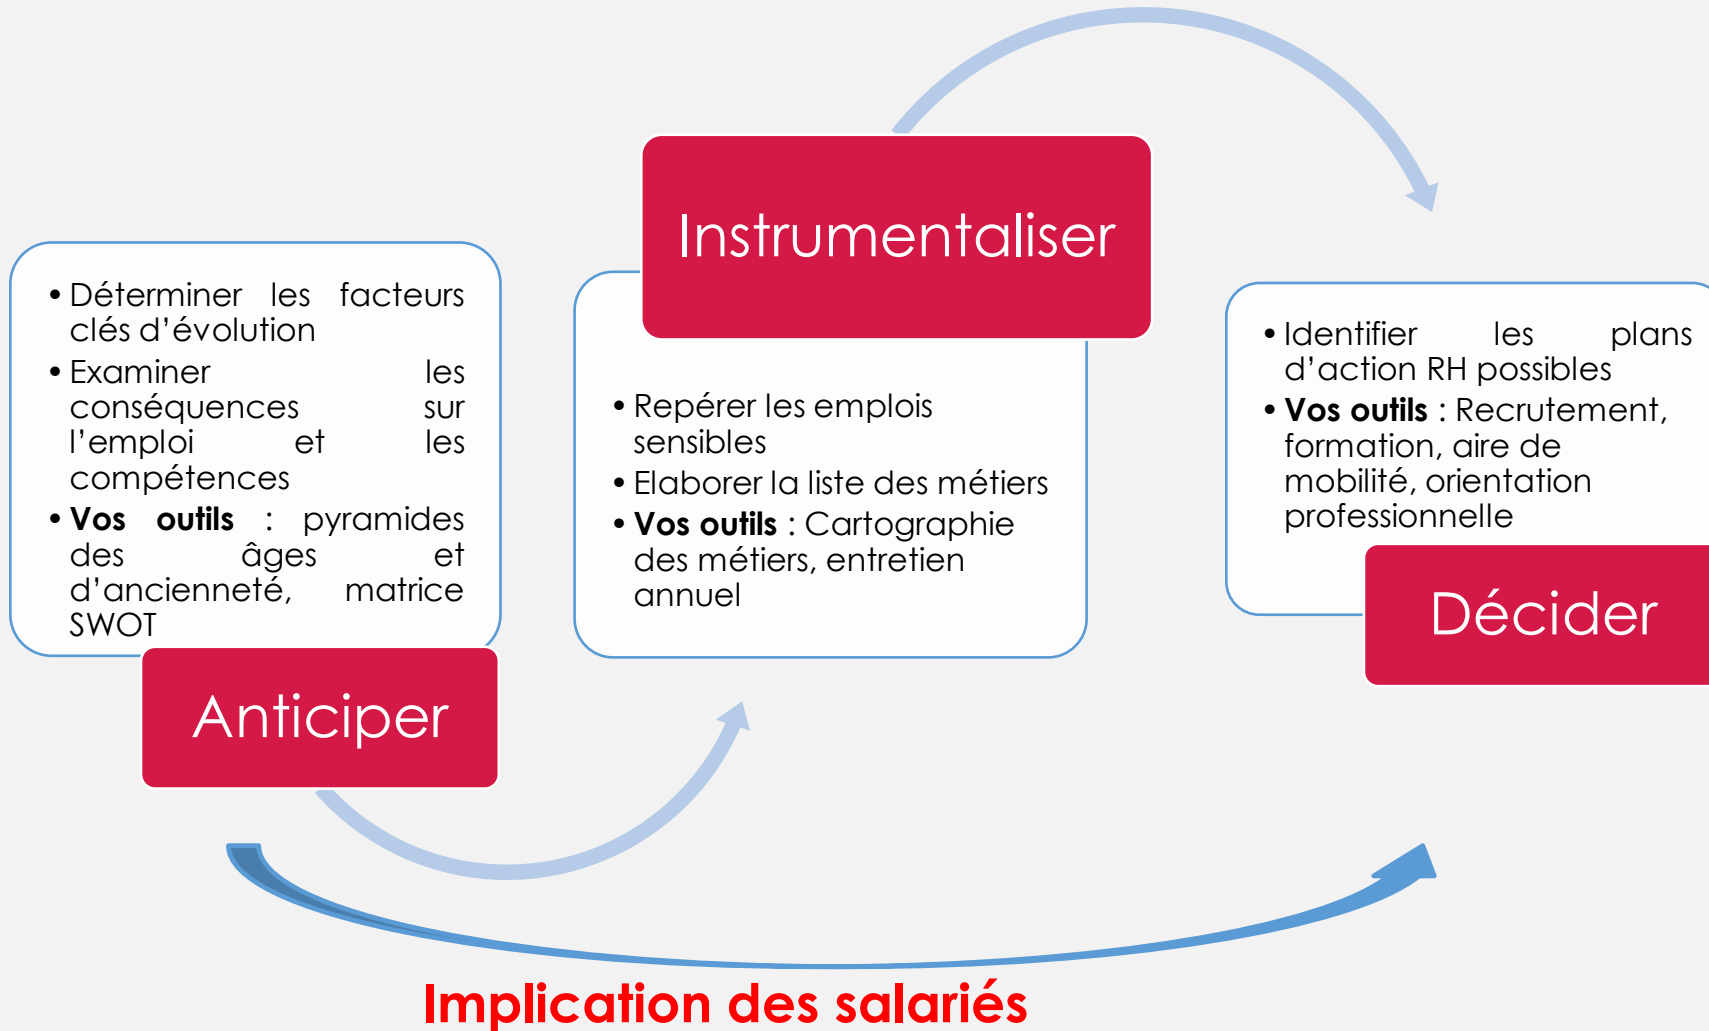 • Déterminer les facteurs
clés d’évolution
• Examiner les
conséquences sur
l’emploi et les
compétences
• Vos outils : pyramides
des âges et
d’ancienneté, matrice
SWOT
Anticiper
Instrumentaliser
• Repérer les emplois
sensibles
• Elaborer la liste des métiers
• Vos outils : Cartographie
des métiers, entretien
annuel
• Identifier les plans
d’action RH possibles
• Vos outils : Recrutement,
formation, aire de
mobilité, orientation
professionnelle
Décider
Implication des salariés